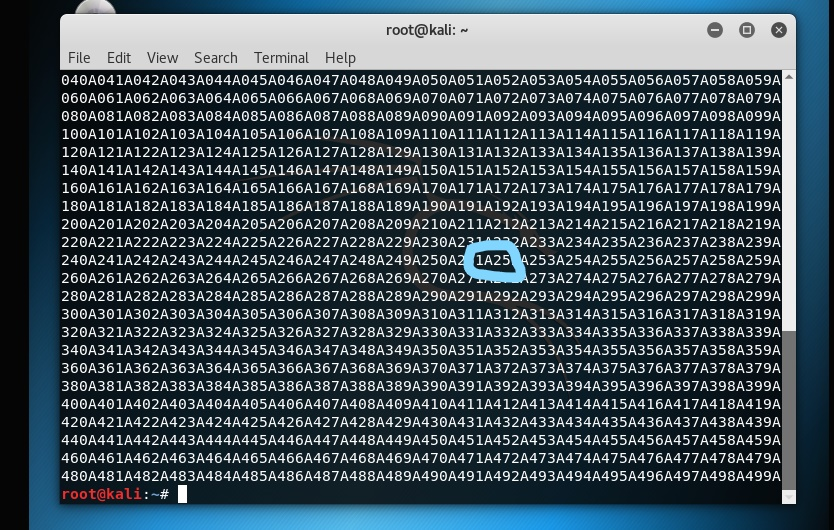 root@kali: ~
File Edit View Search Terminal Help
040A041A042A043A044A045A046A047A048A049A050A051A052A053A054A055A056A057A058A059A
060A061A062A063A064A065A066A067A068A069A070A071A072A073A074A075A076A077A078A079A
080A081A082A083A084A085A086A087A088A089A090A091A092A093A094A095A096A097A098A099A
100A101A102A103A104A105A106A107A108A109A110A111A112A113A114A115A116A117A118A119A
120A121A122A123A124A125A126A127A128A129A130A131A132A133A134A135A136A137A138A139A
140A141A142A143A144A145A146A147A148A149A150A151A152A153A154A155A156A157A158A159A
160A161A162A163A164A165A166A167A168A169A170A171A172A173A174A175A176A177A178A179A
180A181A182A183A184A185A186A187A188A189A190A191A192A193A194A195A196A197A198A199A
200A201A202A203A204A205A206A207A208A209A210A211A212A213A214A215A216A217A218A219A
220A221A222A223A224A225A226A227A228A229A230A231A232A233A234A235A236A237A238A239A
240A241A242A243A244A245A246A247A248A249A250A251A252A253A254A255A256A257A258A259A
260A261A262A263A264A265A266A267A268A269A270A271A272A273A274A275A276A277A278A279A
280A281A282A283A284A285A286A287A288A289A290A291A292A293A294A295A296A297A298A299A
300A301A302A303A304A305A306A307A308A309A310A311A312A313A314A315A316A317A318A319A
320A321A322A323A324A325A326A327A328A329A330A331A332A333A334A335A336A337A338A339A
340A341A342A343A344A345A346A347A348A349A350A351A352A353A354A355A356A357A358A359A
360A361A362A363A364A365A366A367A368A369A370A371A372A373A374A375A376A377A378A379A
380A381A382A383A384A385A386A387A388A389A390A391A392A393A394A395A396A397A398A399A
400A401A402A403A404A405A406A407A408A409A410A411A412A413A414A415A416A417A418A419A
420A421A422A423A424A425A426A427A428A429A430A431A432A433A434A435A436A437A438A439A
440A441A442A443A444A445A446A447A448A449A450A451A452A453A454A455A456A457A458A459A
460A461A462A463A464A465A466A467A468A469A470A471A472A473A474A475A476A477A478A479A
480A481A482A483A484A485A486A487A488A489A490A491A492A493A494A495A496A497A498A499A
root@kali:~#